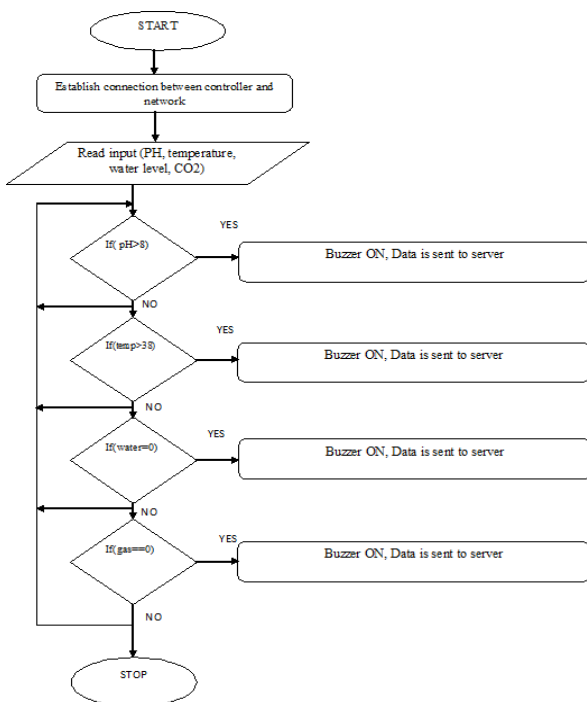 START
Establish connection between controller and
network
Read input (PH, temperature,
water level, CO2)
If( pH>8)
YES
Buzzer ON, Data is sent to server
NO
If(temp>38)
YES
Buzzer ON, Data is sent to server
NO
If(water=0)
YES
Buzzer ON, Data is sent to server
NO
If(gas==0)
YES
Buzzer ON, Data is sent to server
NO
STOP